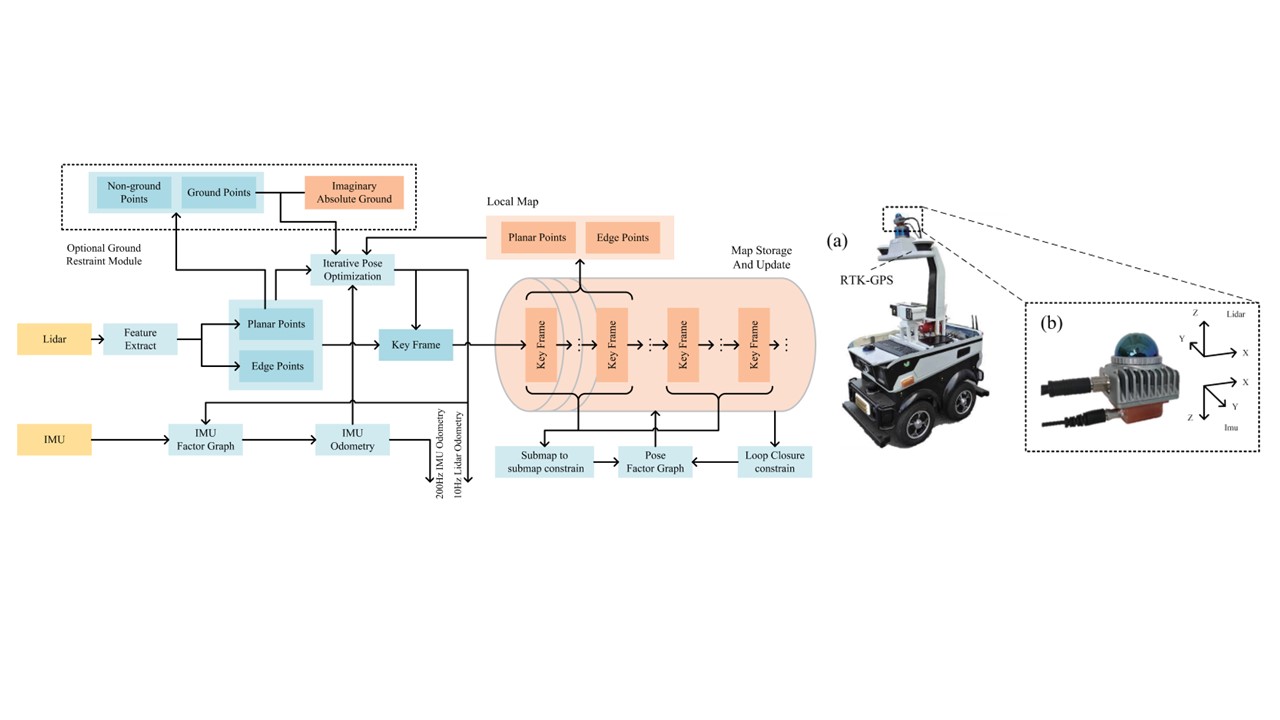 Non-ground
Points
Ground Points
Imaginary
Absolute Ground
Optional Ground
Restraint Module
Local Map
Planar Points
Edge Points
Map Storage
And Update
Iterative Pose
Optimization
Lidar
Feature
Extract
Planar Points
Edge Points
Key Frame
Key Frame
Key Frame
Key Frame
Key Frame
IMU
IMU
Factor Graph
IMU
Odometry
200Hz IMU Odometry
10Hz Lidar Odometry
Submap to
submap constrain
Pose
Factor Graph
Loop Closure
constrain
(a)
RTK-GPS
(b)
Z
Lidar
Y
X
X
Y
Z
Imu